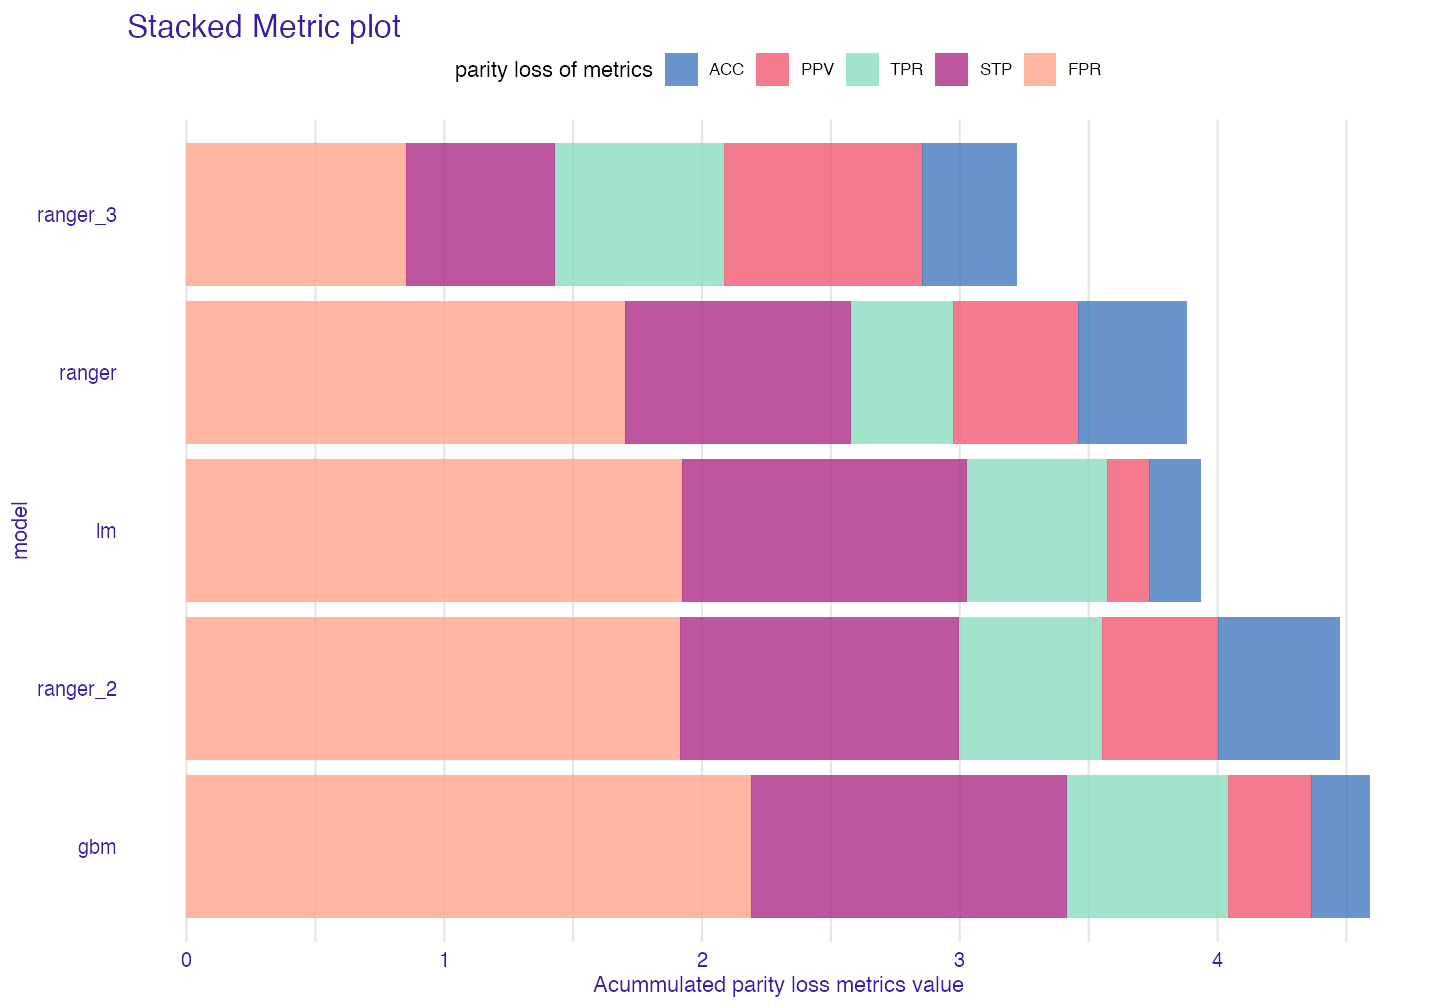 Stacked Metric plot
parity loss of metrics ACC PPV TPR STP FPR
ranger_3
ranger
lm
ranger_2
gbm
model
0 1 2 3 4
Acummulated parity loss metrics value